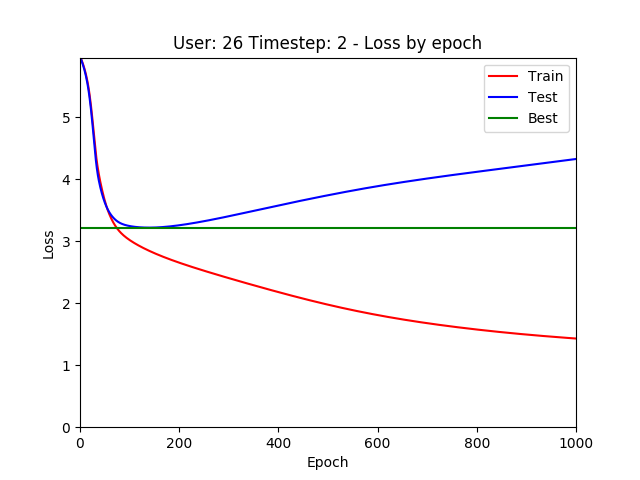 User: 26 Timestep: 2 - Loss by epoch
Train
Test
Best
5
4
3
2
1
0
Loss
0 200 400 600 800 1000
Epoch